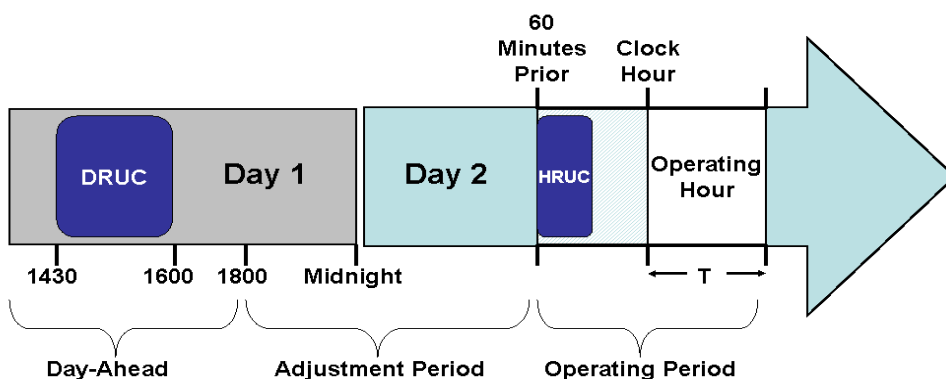 60
Minutes
Prior
Clock
Hour
DRUC
Day 1
Day 2
HRUC
Operating
Hour
1430
1600
1800
Midnight
T
Day-Ahead
Adjustment Period
Operating Period